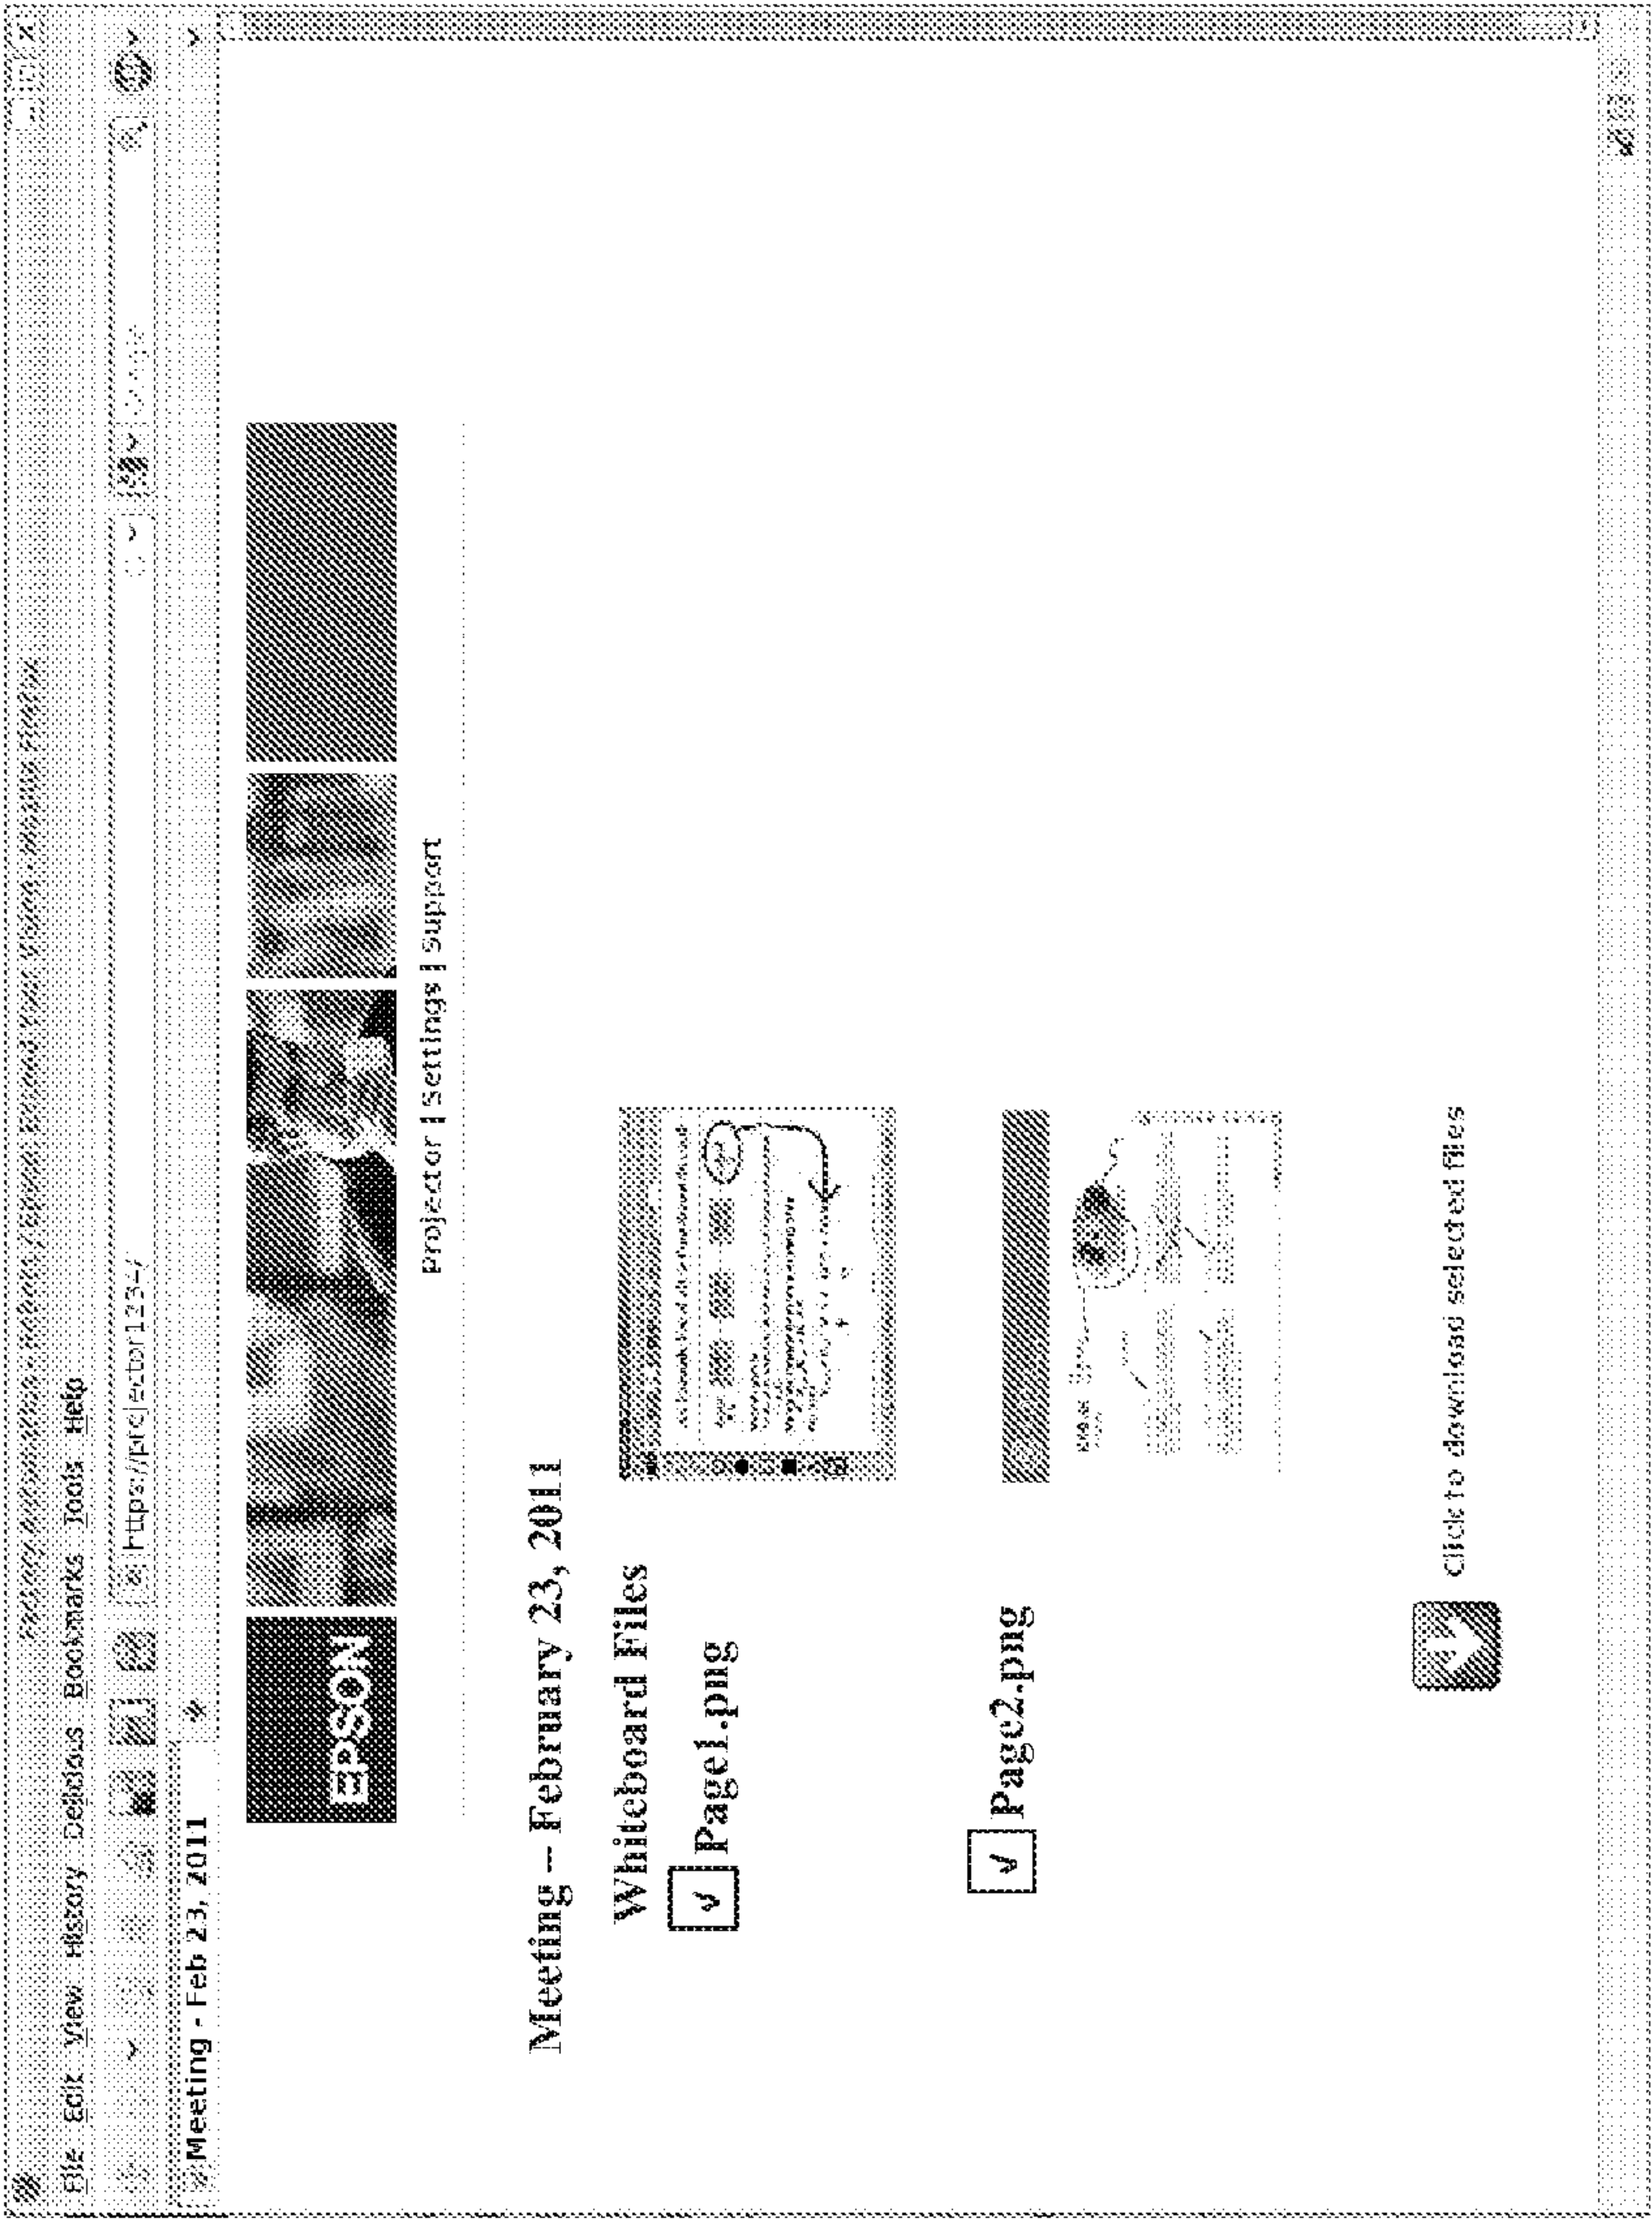 File Edit View History Delicious Bookmarks Tools Help
https://projector1234/
Meeting - Feb 23, 2011
EPSON
Projector | Settings | Support
Meeting -- February 23, 2011
Whiteboard Files
Page1.png
Page2.png
click to download selected files